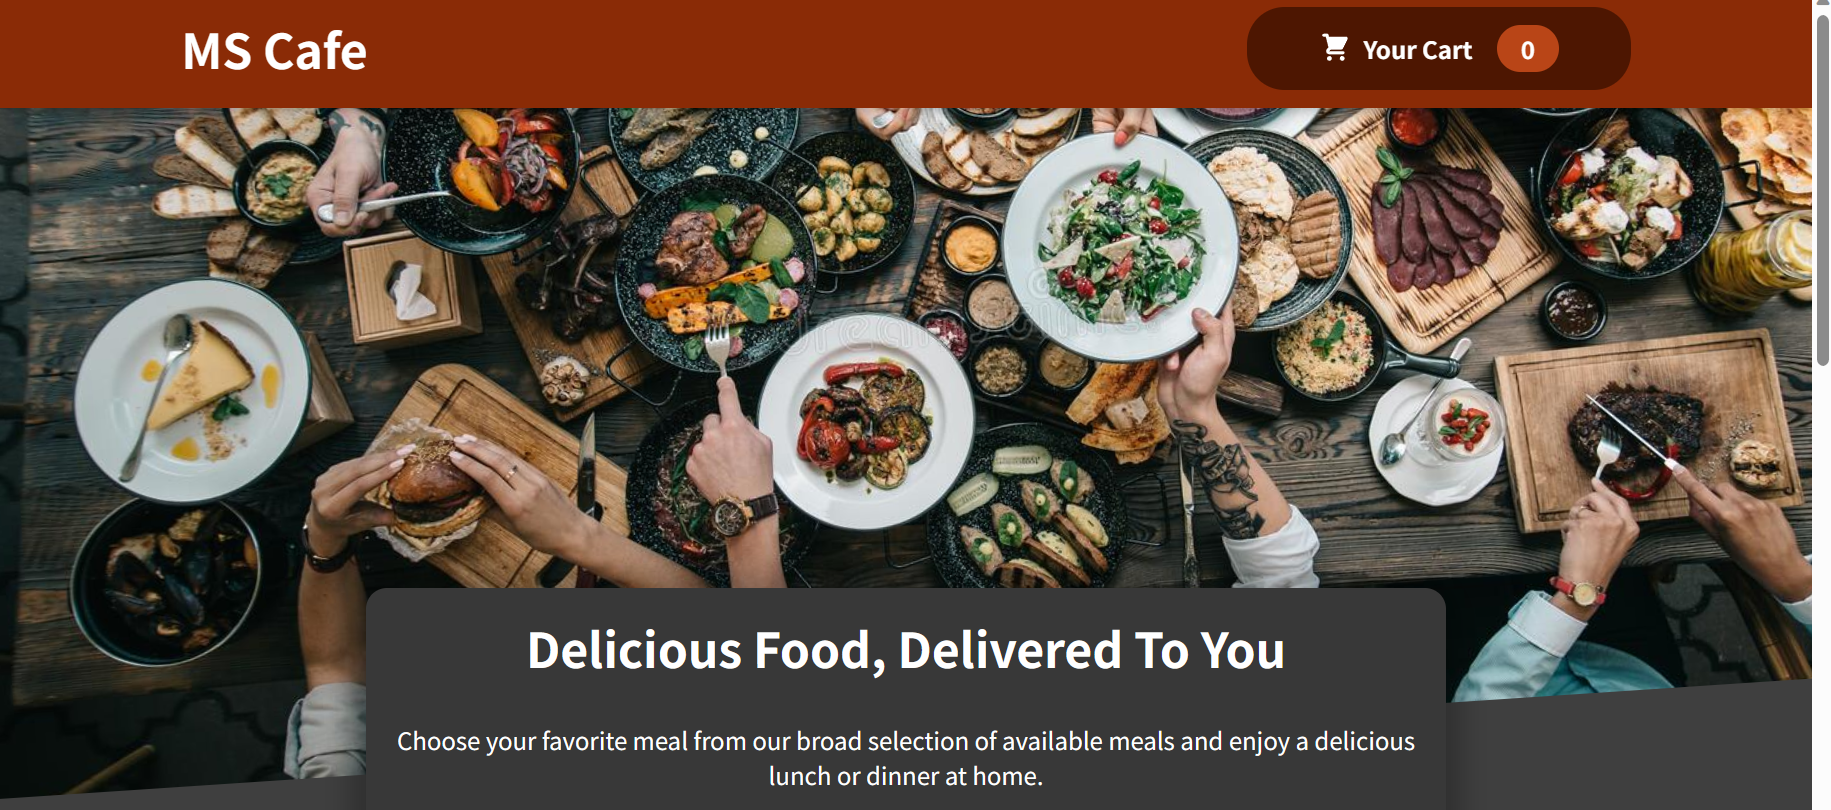 MS Cafe
Your Cart 0
dreamstime
Delicious Food, Delivered To You
Choose your favorite meal from our broad selection of available meals and enjoy a delicious
lunch or dinner at home.